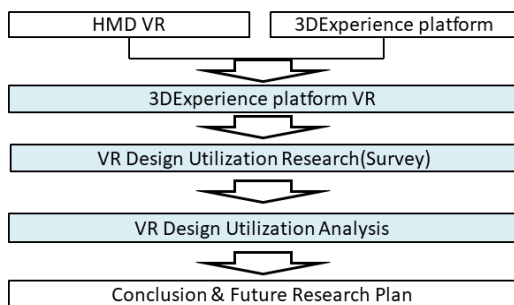 HMD VR
3DExperience platform
3DExperience platform VR
VR Design Utilization Research(Survey)
VR Design Utilization Analysis
Conclusion & Future Research Plan